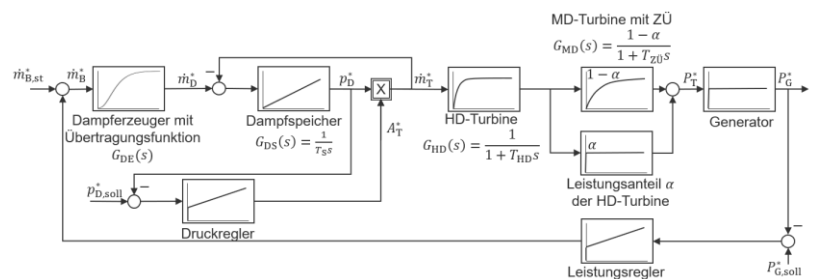 MD-Turbine mit ZÜ
G_MD(s) = (1 − α)/(1 + T_ZÜ s)
ṁ*_B,st
ṁ*_B
ṁ*_D
−
p*_D
X
ṁ*_T
1 − α
P*_T
P*_G
Dampferzeuger mit
Übertragungsfunktion
G_DE(s)
Dampfspeicher
G_DS(s) = 1/(T_S s)
A*_T
HD-Turbine
G_HD(s) = 1/(1 + T_HD s)
Generator
α
Leistungsanteil α
der HD-Turbine
p*_D,soll
−
Druckregler
−
Leistungsregler
P*_G,soll